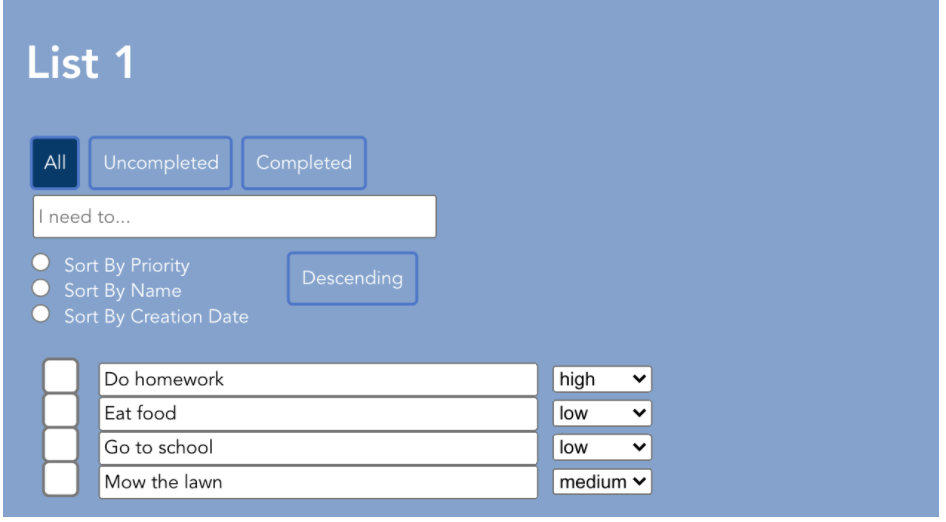 List 1
All Uncompleted Completed
I need to...
Sort By Priority
Sort By Name Descending
Sort By Creation Date
Do homework high
Eat food low
Go to school low
Mow the lawn medium